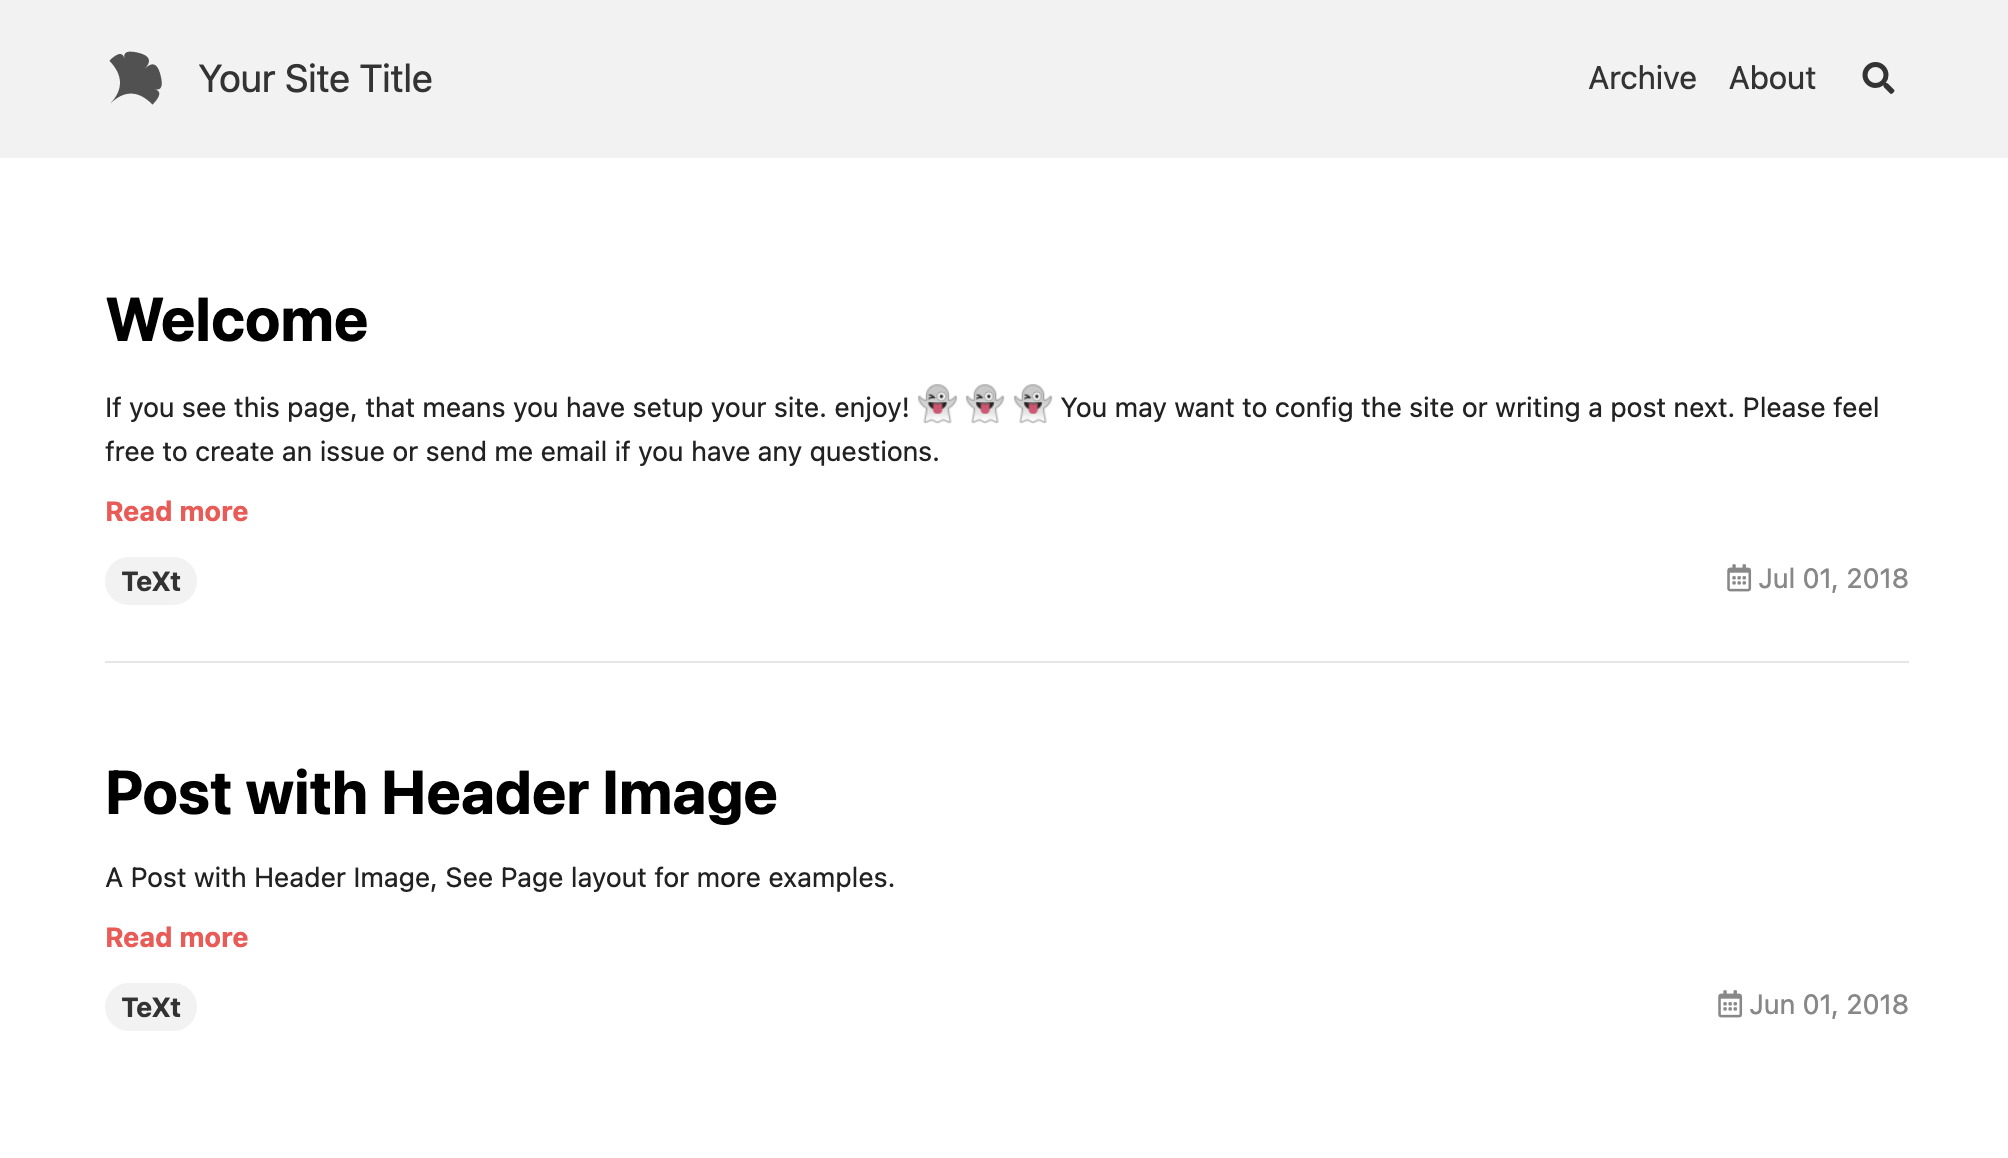 Your Site Title
Archive About
Welcome
If you see this page, that means you have setup your site. enjoy! 👻 👻 👻 You may want to config the site or writing a post next. Please feel
free to create an issue or send me email if you have any questions.
Read more
TeXt
Jul 01, 2018
Post with Header Image
A Post with Header Image, See Page layout for more examples.
Read more
TeXt
Jun 01, 2018